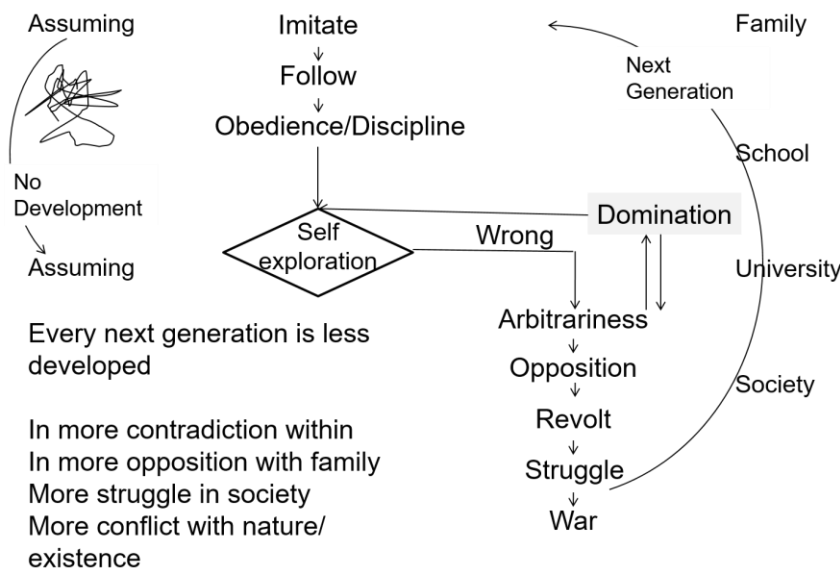 Assuming
Imitate
Family
Follow
Next
Generation
Obedience/Discipline
School
No
Development
Domination
Self
exploration
Wrong
Assuming
University
Arbitrariness
Every next generation is less
developed
Opposition
Society
Revolt
In more contradiction within
In more opposition with family
Struggle
More struggle in society
War
More conflict with nature/
existence